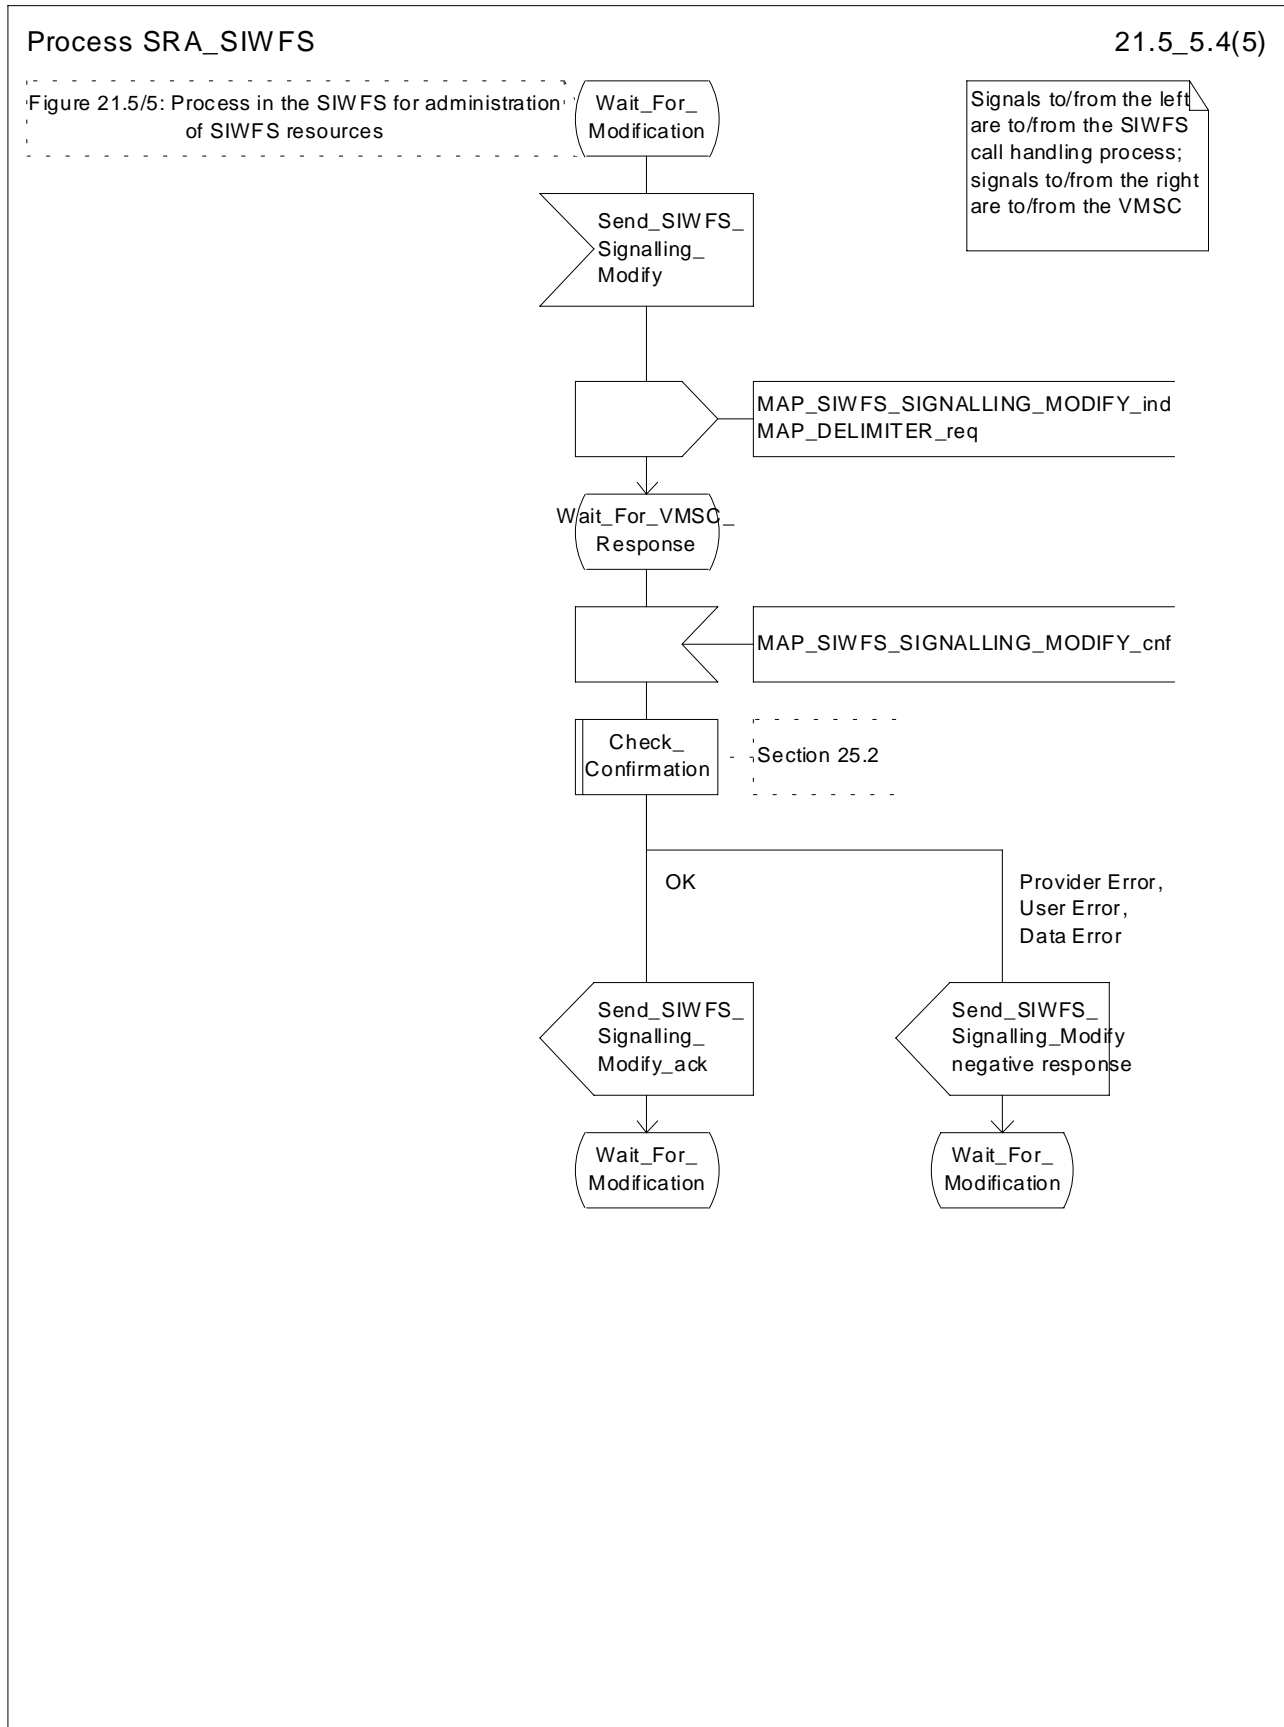 Process SRA_SIWFS
21.5_5.4(5)
Figure 21.5/5: Process in the SIWFS for administration
of SIWFS resources
Wait_For_
Modification
Signals to/from the left
are to/from the SIWFS
call handling process;
signals to/from the right
are to/from the VMSC
Send_SIWFS_
Signalling_
Modify
MAP_SIWFS_SIGNALLING_MODIFY_ind
MAP_DELIMITER_req
Wait_For_VMSC_
Response
MAP_SIWFS_SIGNALLING_MODIFY_cnf
Check_
Confirmation
Section 25.2
OK
Provider Error,
User Error,
Data Error
Send_SIWFS_
Signalling_
Modify_ack
Send_SIWFS_
Signalling_Modify
negative response
Wait_For_
Modification
Wait_For_
Modification